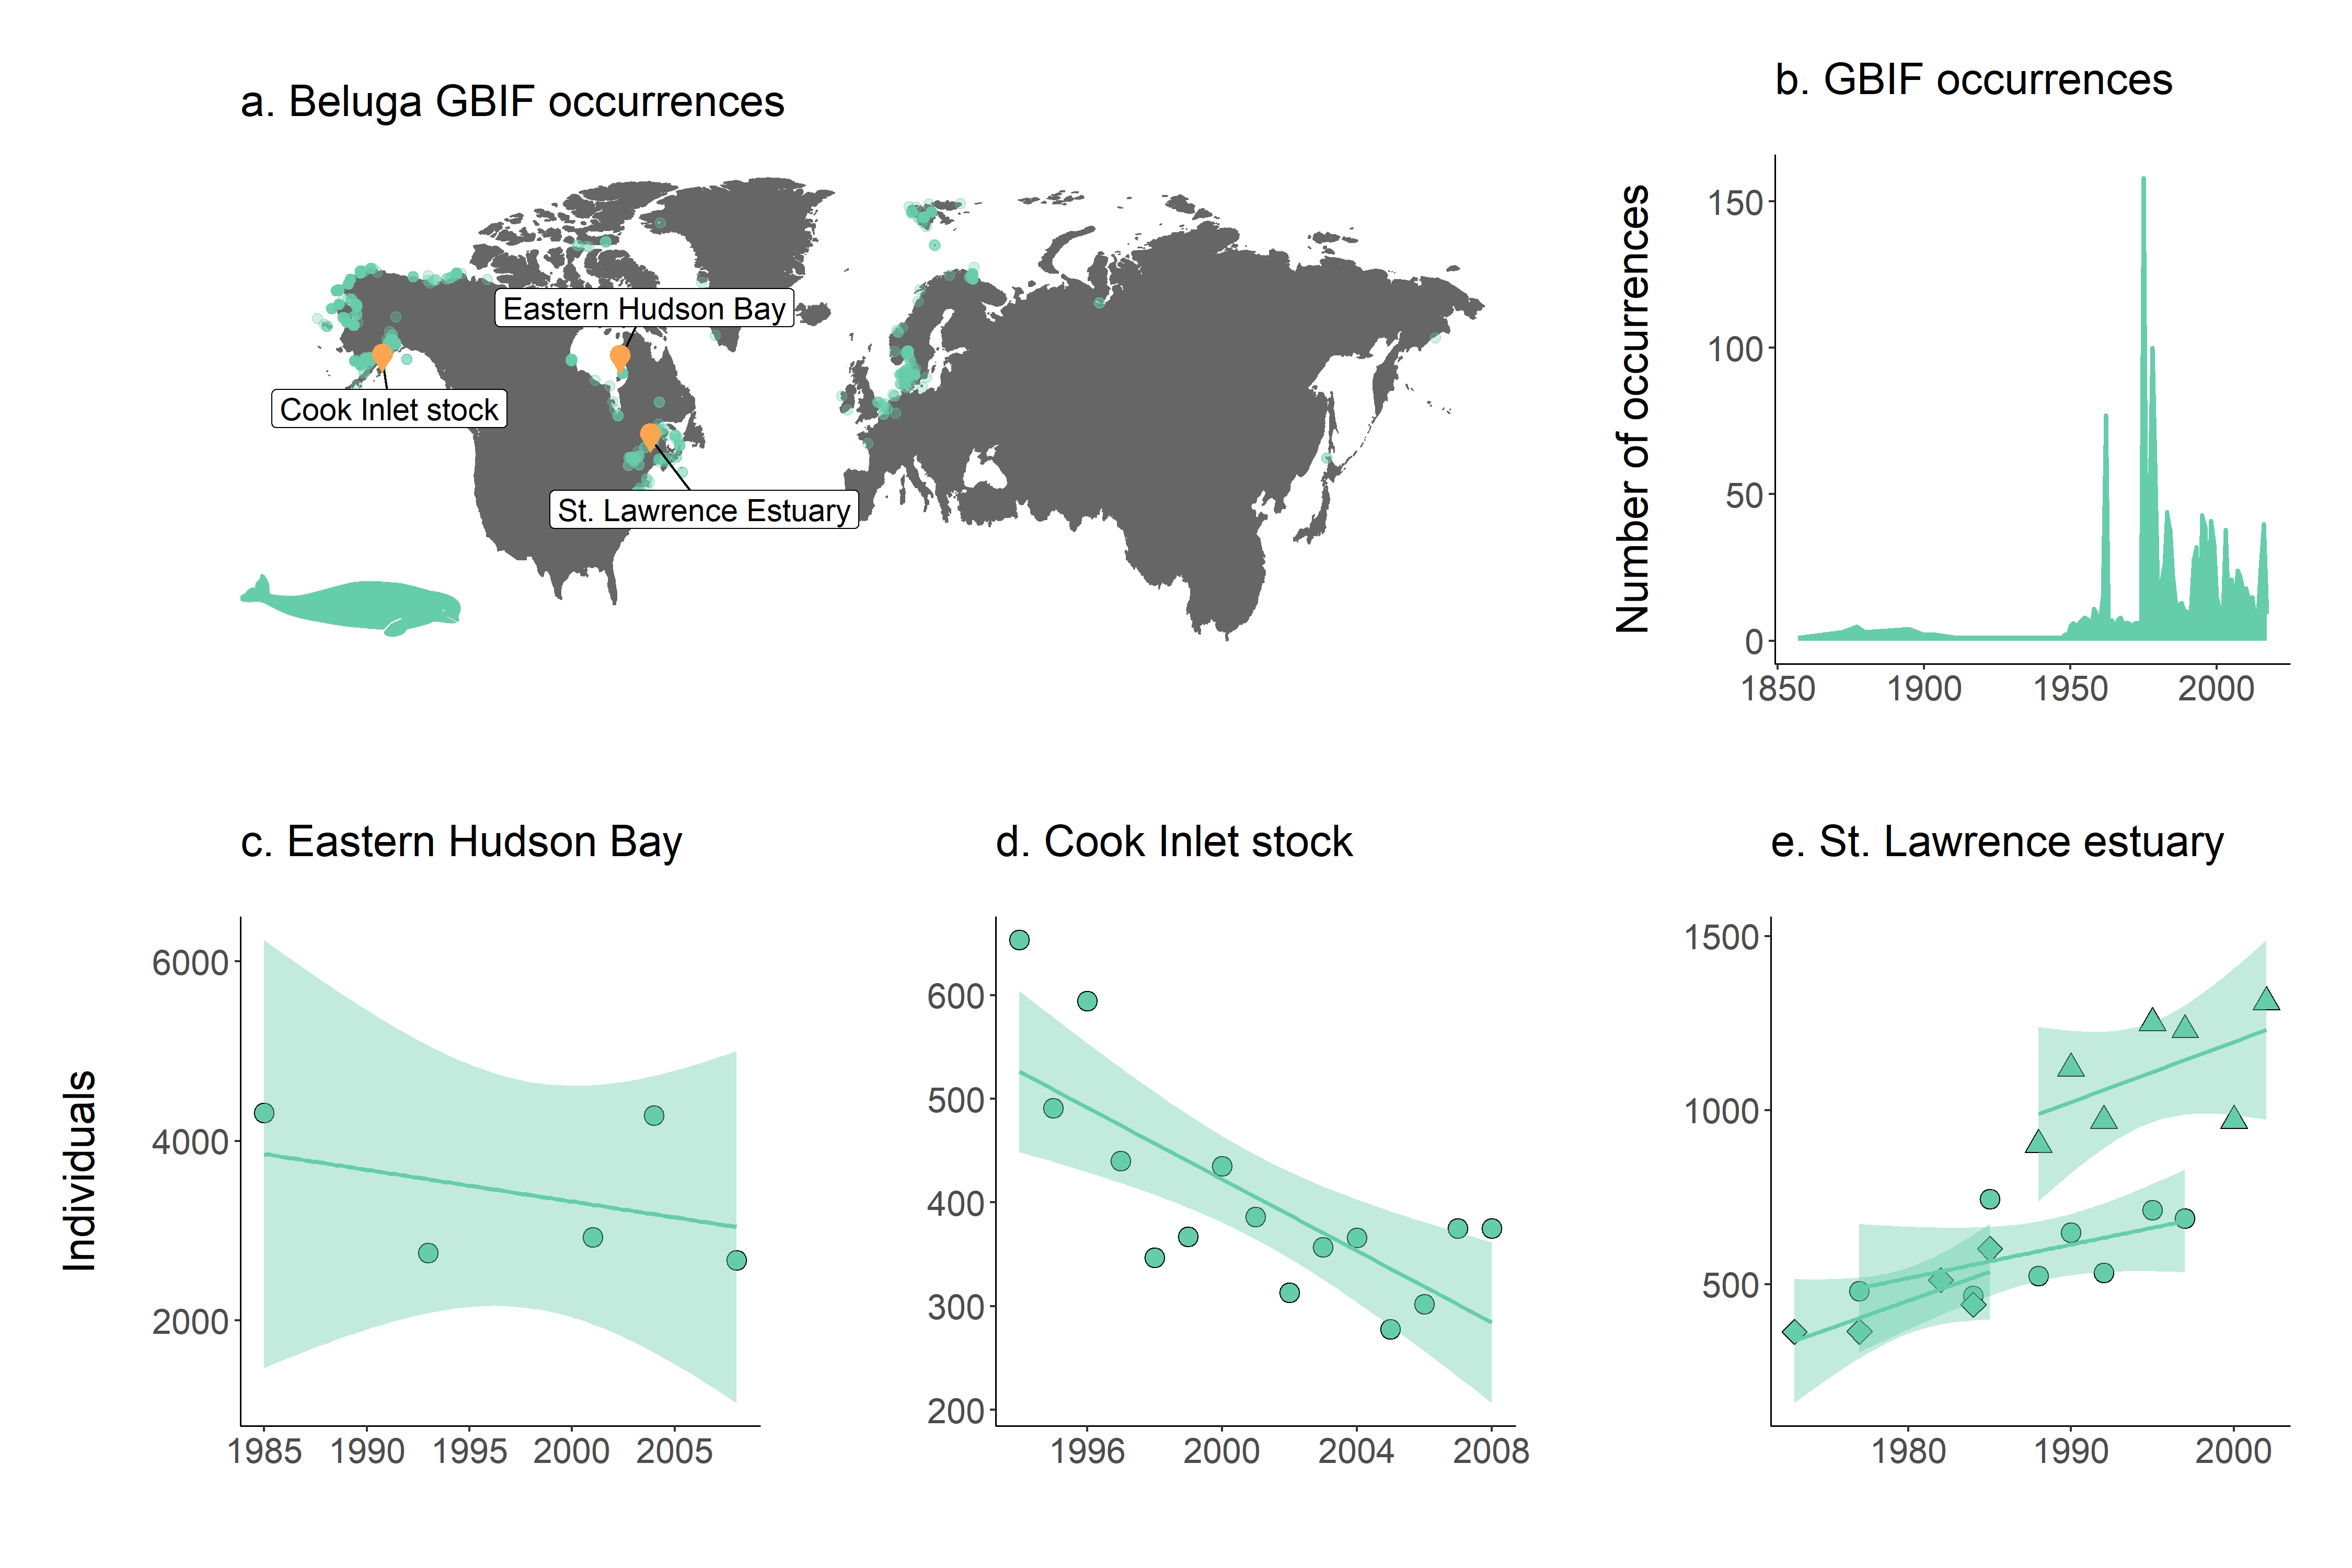 a. Beluga GBIF occurrences
Eastern Hudson Bay
Cook Inlet stock
St. Lawrence Estuary
b. GBIF occurrences
Number of occurrences
150
100
50
0
1850 1900 1950 2000
c. Eastern Hudson Bay
Individuals
6000
4000
2000
1985 1990 1995 2000 2005
d. Cook Inlet stock
600
500
400
300
200
1996 2000 2004 2008
e. St. Lawrence estuary
1500
1000
500
1980 1990 2000